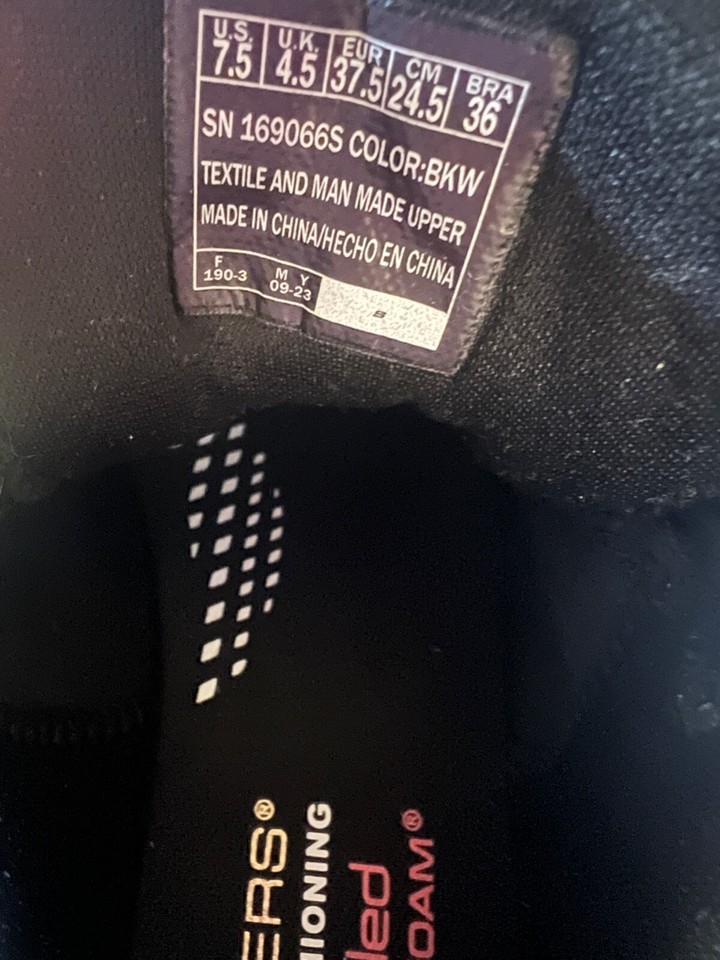 U.S. U.K. EUR CM BRA
7.5 4.5 37.5 24.5 36
SN 169066S COLOR:BKW
TEXTILE AND MAN MADE UPPER
MADE IN CHINA/HECHO EN CHINA
F M Y
190-3 09-23
ERS®
IONING
led
OAM®